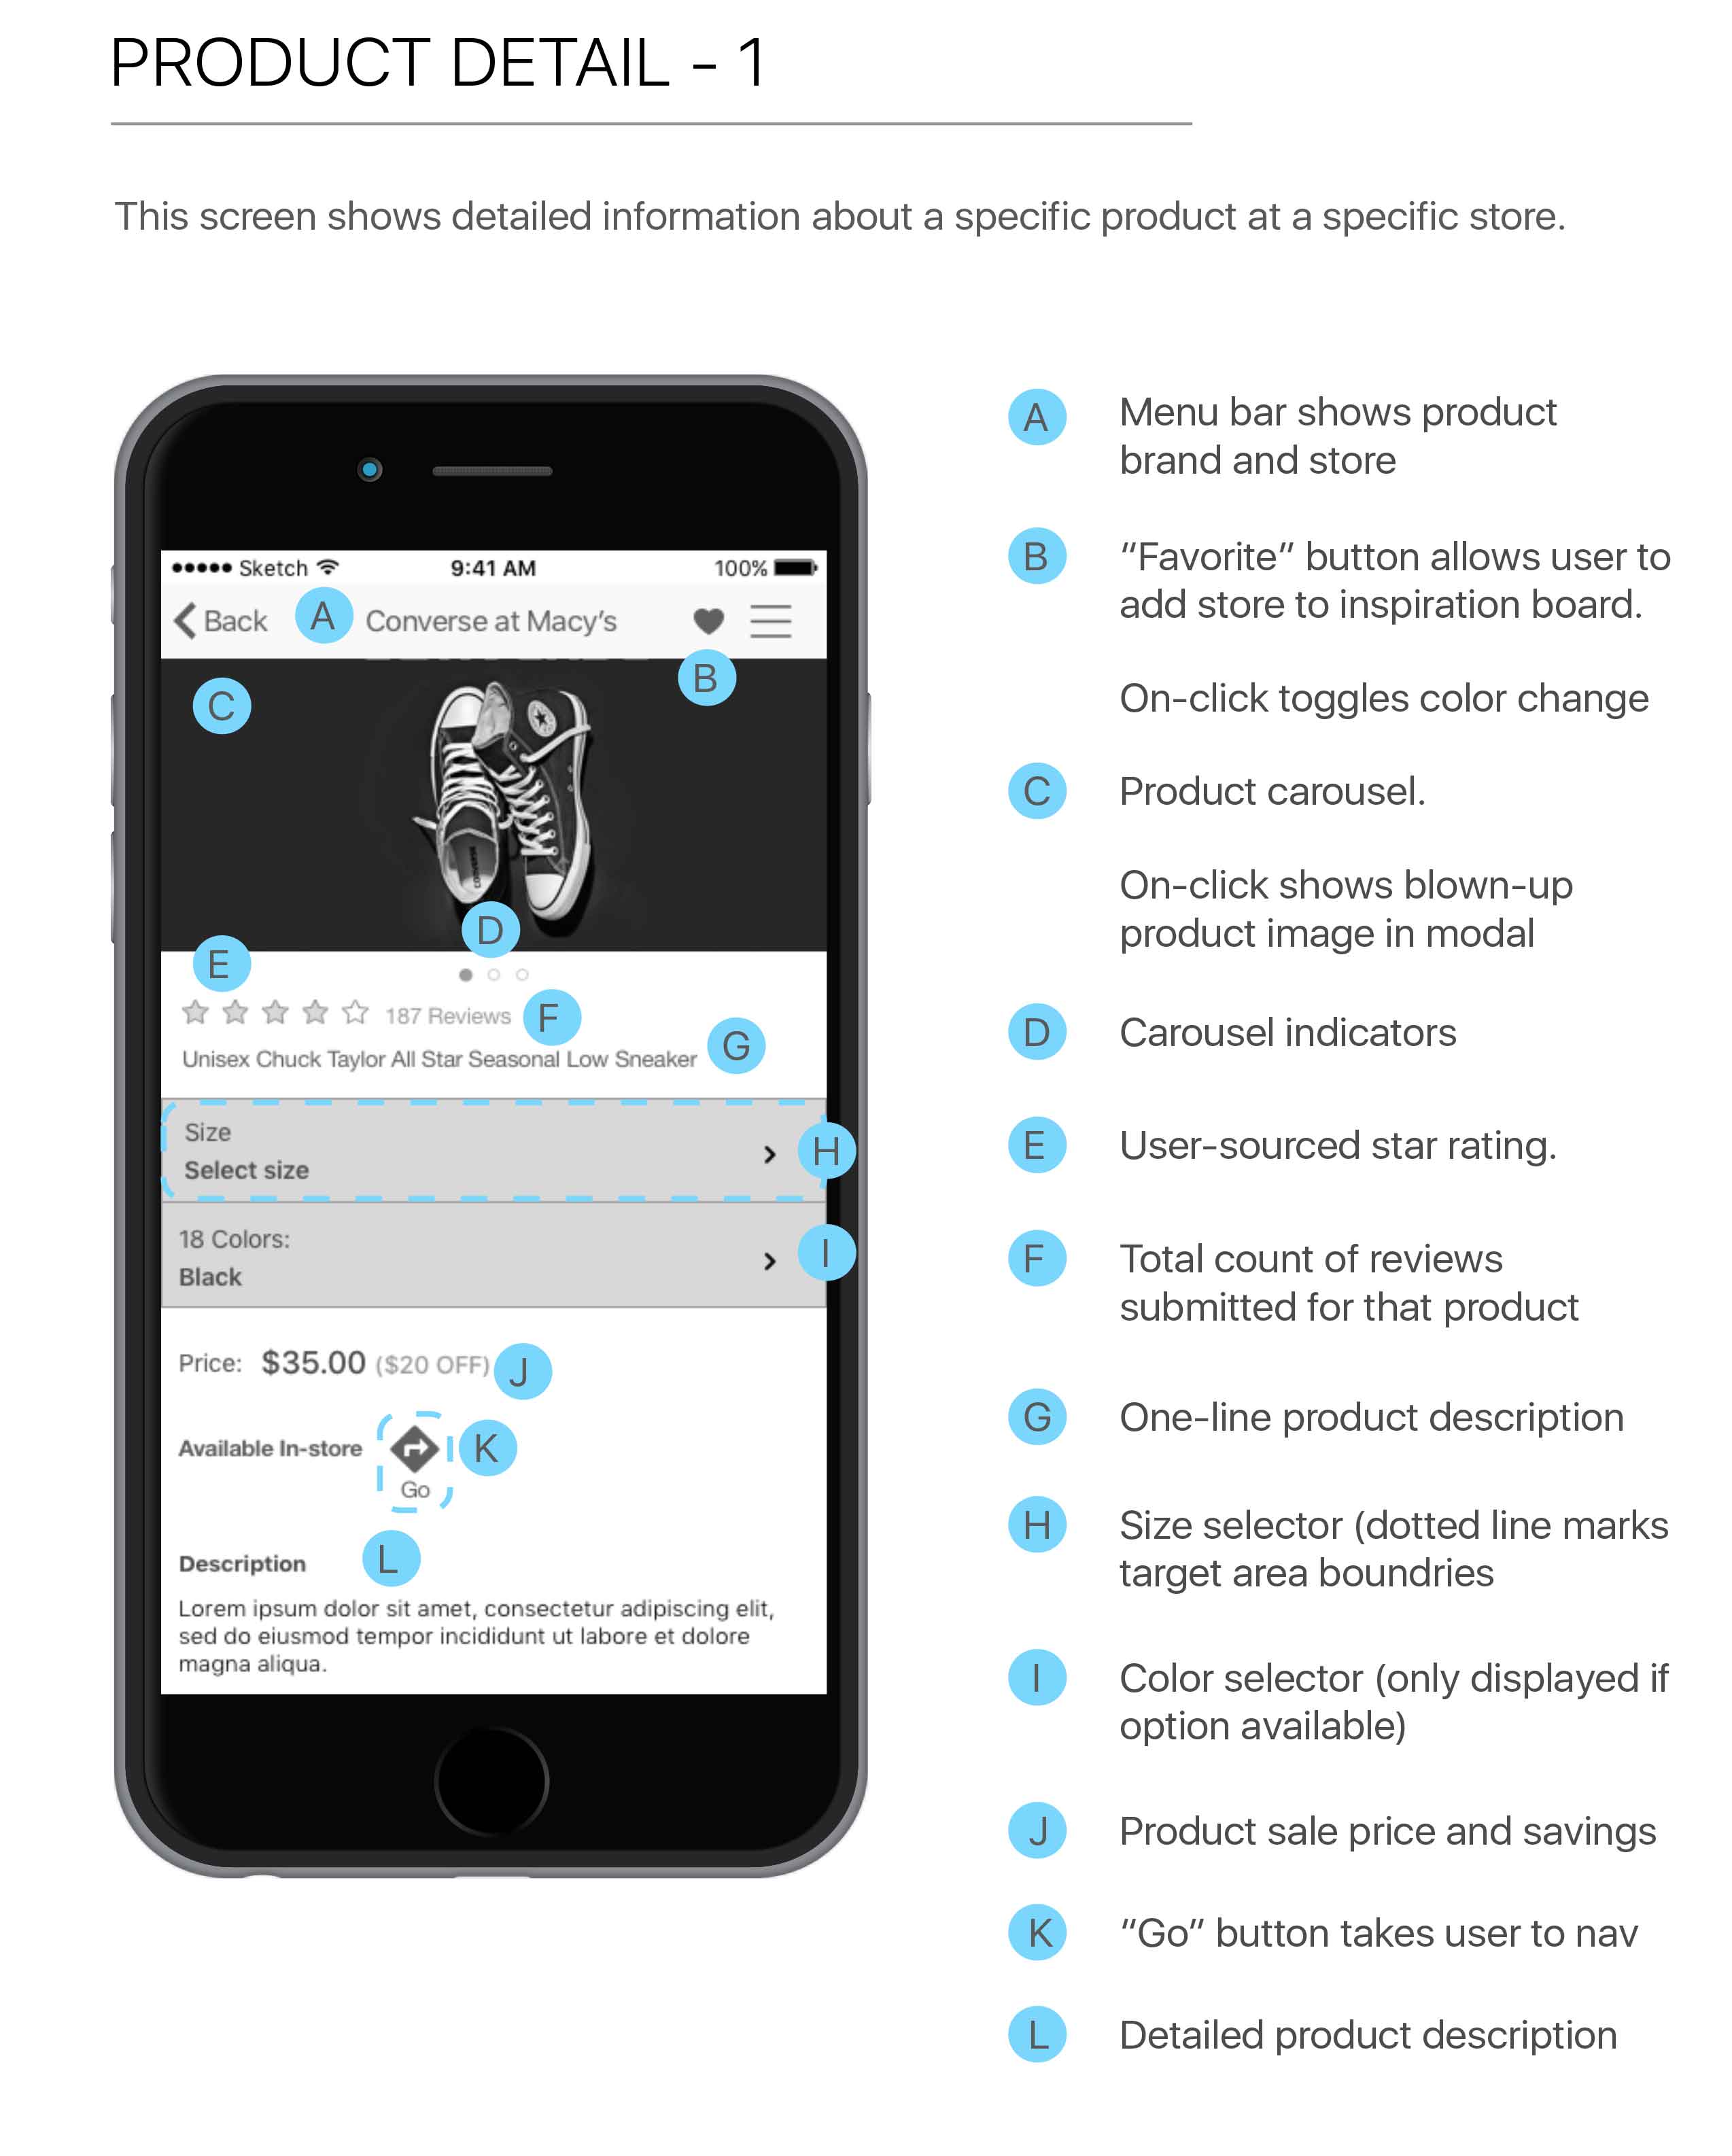 PRODUCT DETAIL - 1
This screen shows detailed information about a specific product at a specific store.
Sketch 9:41 AM 100%
Back A Converse at Macy's
B
C
CONVERSE
D
E
187 Reviews F
Unisex Chuck Taylor All Star Seasonal Low Sneaker G
Size
Select size
H
18 Colors:
Black
I
Price: $35.00 ($20 OFF) J
Available In-store K
Go
Description L
Lorem ipsum dolor sit amet, consectetur adipiscing elit,
sed do eiusmod tempor incididunt ut labore et dolore
magna aliqua.
A Menu bar shows product
brand and store
B “Favorite” button allows user to
add store to inspiration board.
On-click toggles color change
C Product carousel.
On-click shows blown-up
product image in modal
D Carousel indicators
E User-sourced star rating.
F Total count of reviews
submitted for that product
G One-line product description
H Size selector (dotted line marks
target area boundries
I Color selector (only displayed if
option available)
J Product sale price and savings
K “Go” button takes user to nav
L Detailed product description